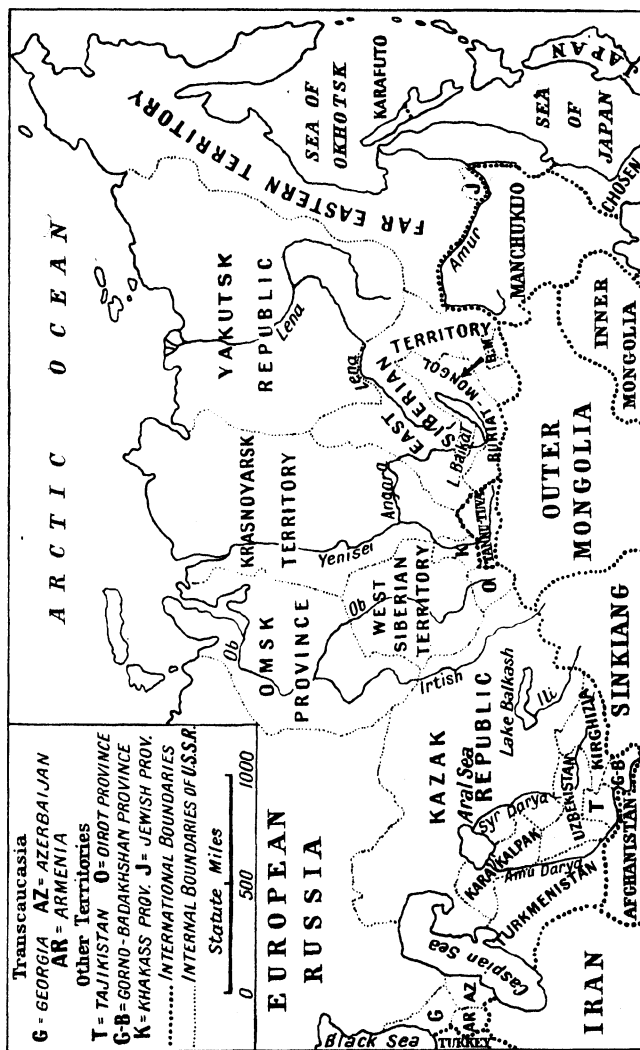 Transcaucasia
G = GEORGIA AZ = AZERBAIJAN
AR = ARMENIA
Other Territories
T = TAJIKISTAN O = OIROT PROVINCE
G-B = GORNO-BADAKHSHAN PROVINCE
K = KHAKASS PROV. J = JEWISH PROV.
INTERNATIONAL BOUNDARIES
INTERNAL BOUNDARIES OF U.S.S.R.
Statute Miles
0 500 1000
ARCTIC OCEAN
EUROPEAN
RUSSIA
Black Sea
TURKEY
G
AR
AZ
Caspian Sea
IRAN
TURKMENISTAN
KARAKALPAK
Amu Darya
Syr Darya
Aral Sea
UZBEKISTAN
T
G-B
AFGHANISTAN
KIRGHIZIA
KAZAK
REPUBLIC
Lake Balkash
Ili
SINKIANG
OMSK
PROVINCE
Ob
Irtish
WEST
SIBERIAN
TERRITORY
Ob
O
K
TANNU-TUVA
KRASNOYARSK
TERRITORY
Yenisei
Angara
EAST
SIBERIAN
TERRITORY
L. Baikal
BURIAT-MONGOL
B.M.
OUTER
MONGOLIA
INNER
MONGOLIA
YAKUTSK
REPUBLIC
Lena
Lena
FAR EASTERN TERRITORY
Amur
J
MANCHUKUO
CHOSEN
SEA OF
OKHOTSK
KARAFUTO
SEA
OF
JAPAN
JAPAN